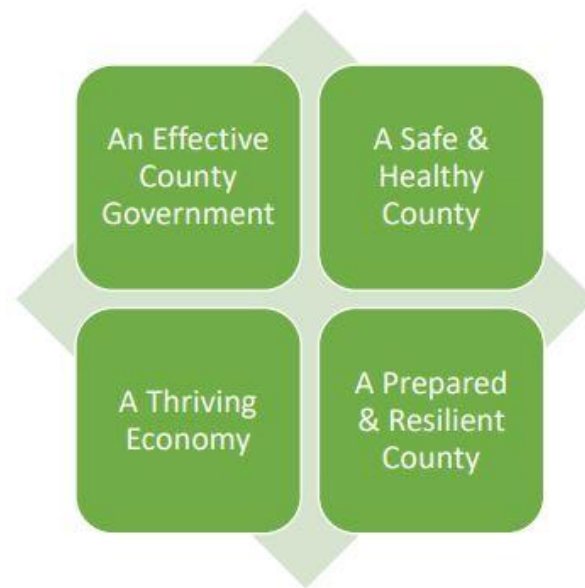 An Effective
County
Government
A Safe &
Healthy
County
A Thriving
Economy
A Prepared
& Resilient
County